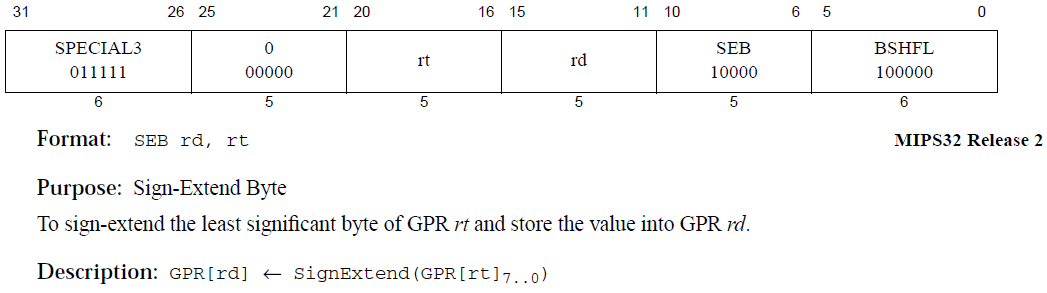 31 26 25 21 20 16 15 11 10 6 5 0
SPECIAL3 0 rt rd SEB BSHFL
011111 00000 10000 100000
6 5 5 5 5 6
Format: SEB rd, rt MIPS32 Release 2
Purpose: Sign-Extend Byte
To sign-extend the least significant byte of GPR rt and store the value into GPR rd.
Description: GPR[rd] ← SignExtend(GPR[rt]7..0)